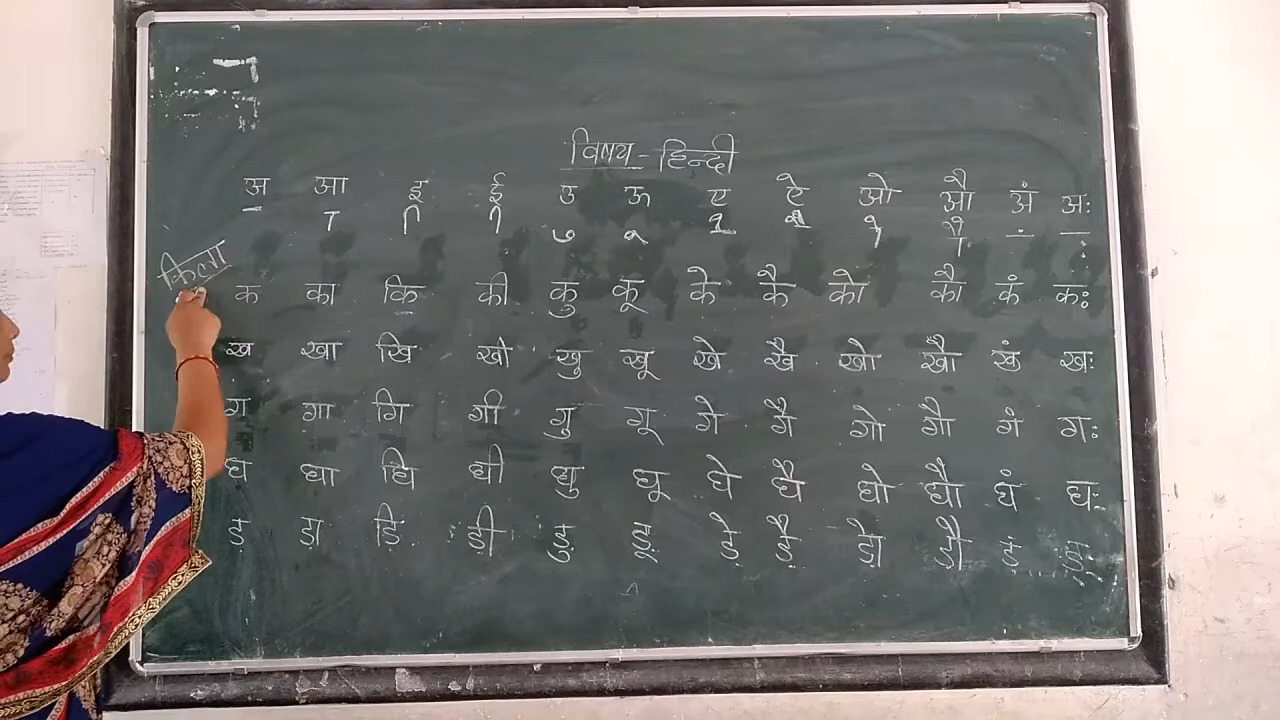 विषय - हिन्दी
अ आ इ ई उ ऊ ए ऐ ओ औ अं अः
किला
क का कि की कु कू के कै को कौ कं कः
ख खा खि खी खु खू खे खै खो खौ खं खः
ग गा गि गी गु गू गे गै गो गौ गं गः
घ घा घि घी घु घू घे घै घो घौ घं घः
ड़ ड़ा ड़ि ड़ी ड़ु ड़ू ड़े ड़ै ड़ो ड़ौ ड़ं ड़ः